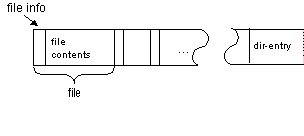 file info
file
contents
...
dir-entry
file